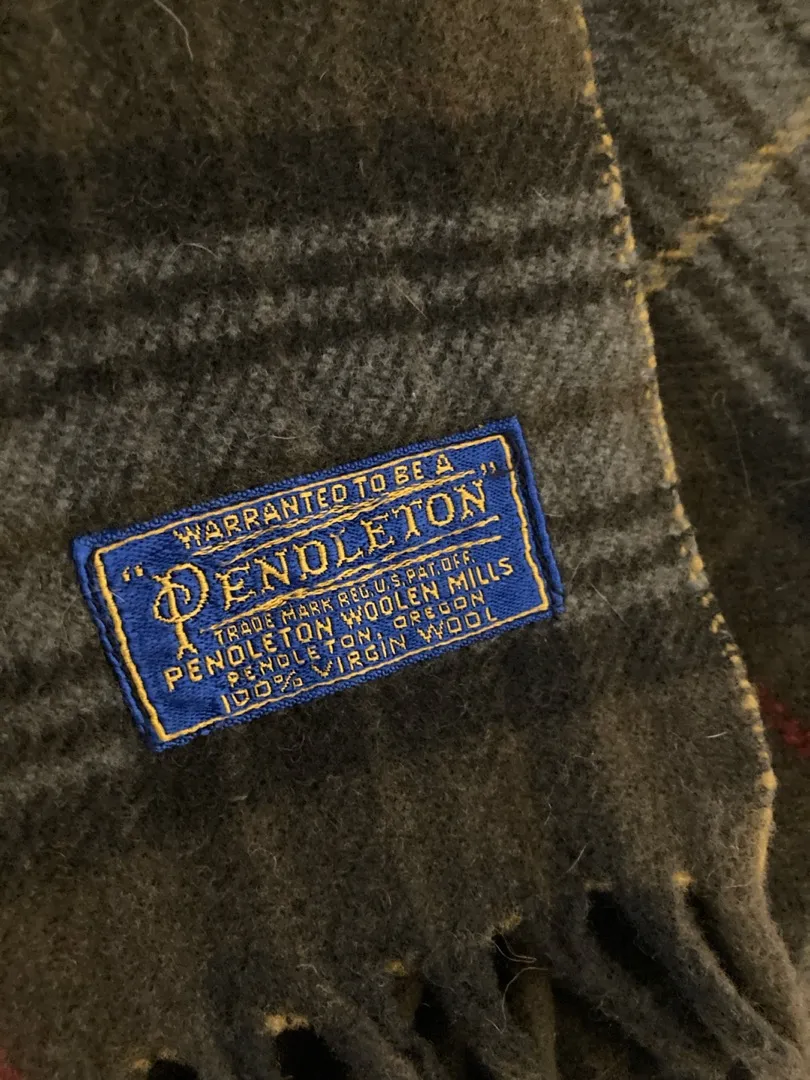 WARRANTED TO BE A
"PENDLETON"
TRADE MARK REG.U.S.PAT.OFF.
PENDLETON WOOLEN MILLS
PENDLETON, OREGON
100% VIRGIN WOOL